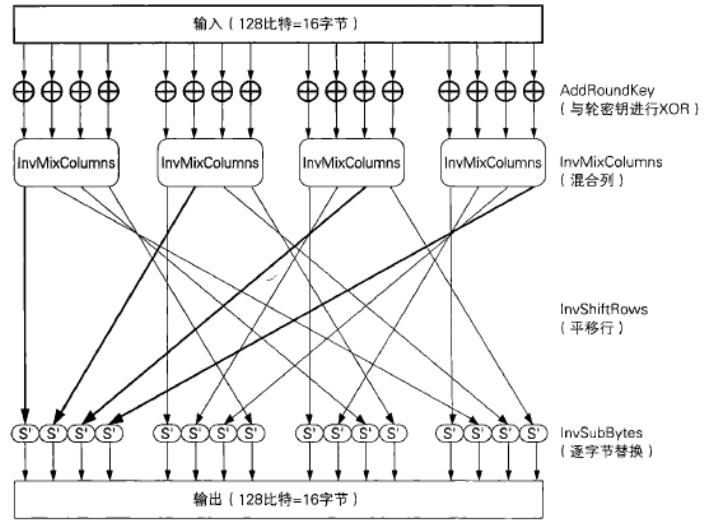 输入（128比特=16字节）
AddRoundKey
（与轮密钥进行XOR）
InvMixColumns InvMixColumns InvMixColumns InvMixColumns
InvMixColumns
（混合列）
InvShiftRows
（平移行）
S' S' S' S' S' S' S' S' S' S' S' S' S' S' S' S'
InvSubBytes
（逐字节替换）
输出（128比特=16字节）